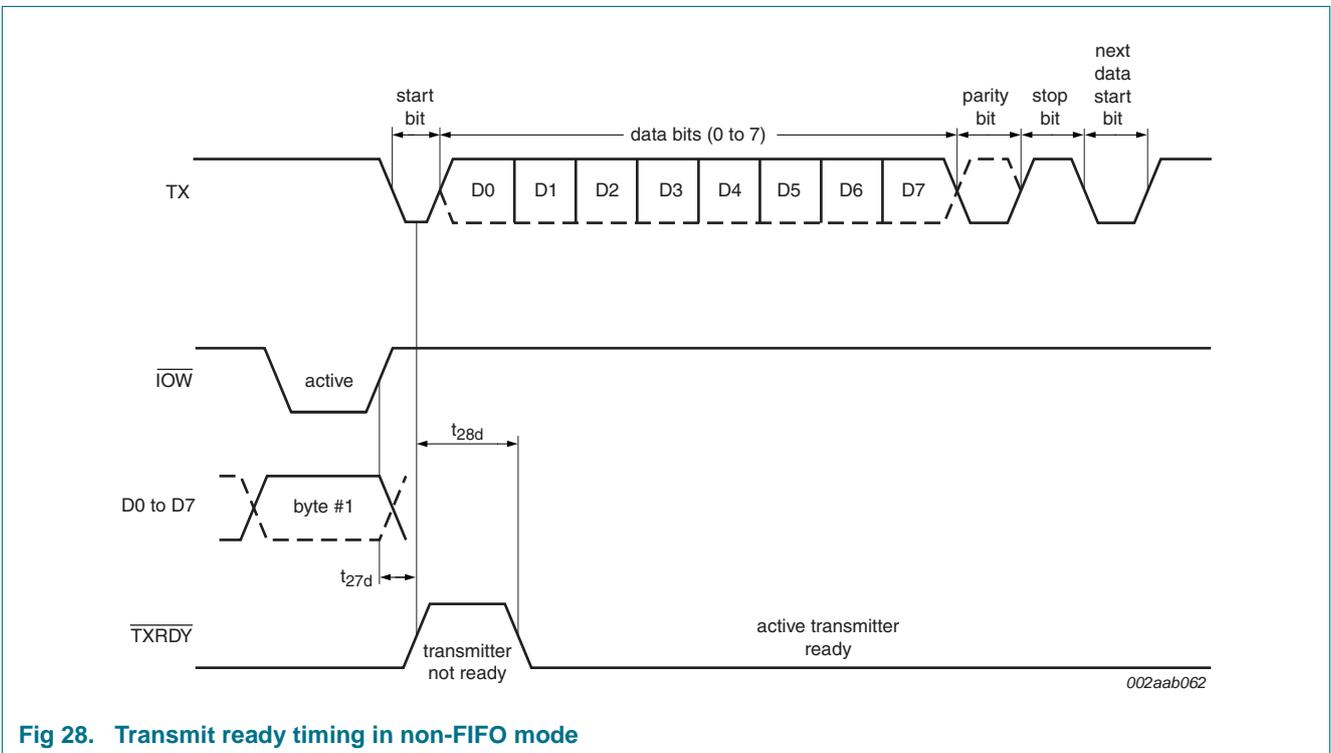 next
data
start
bit
start
bit
parity
bit
stop
bit
data bits (0 to 7)
TX
D0
D1
D2
D3
D4
D5
D6
D7
IOW
active
t28d
D0 to D7
byte #1
t27d
TXRDY
transmitter
not ready
active transmitter
ready
002aab062
Fig 28. Transmit ready timing in non-FIFO mode